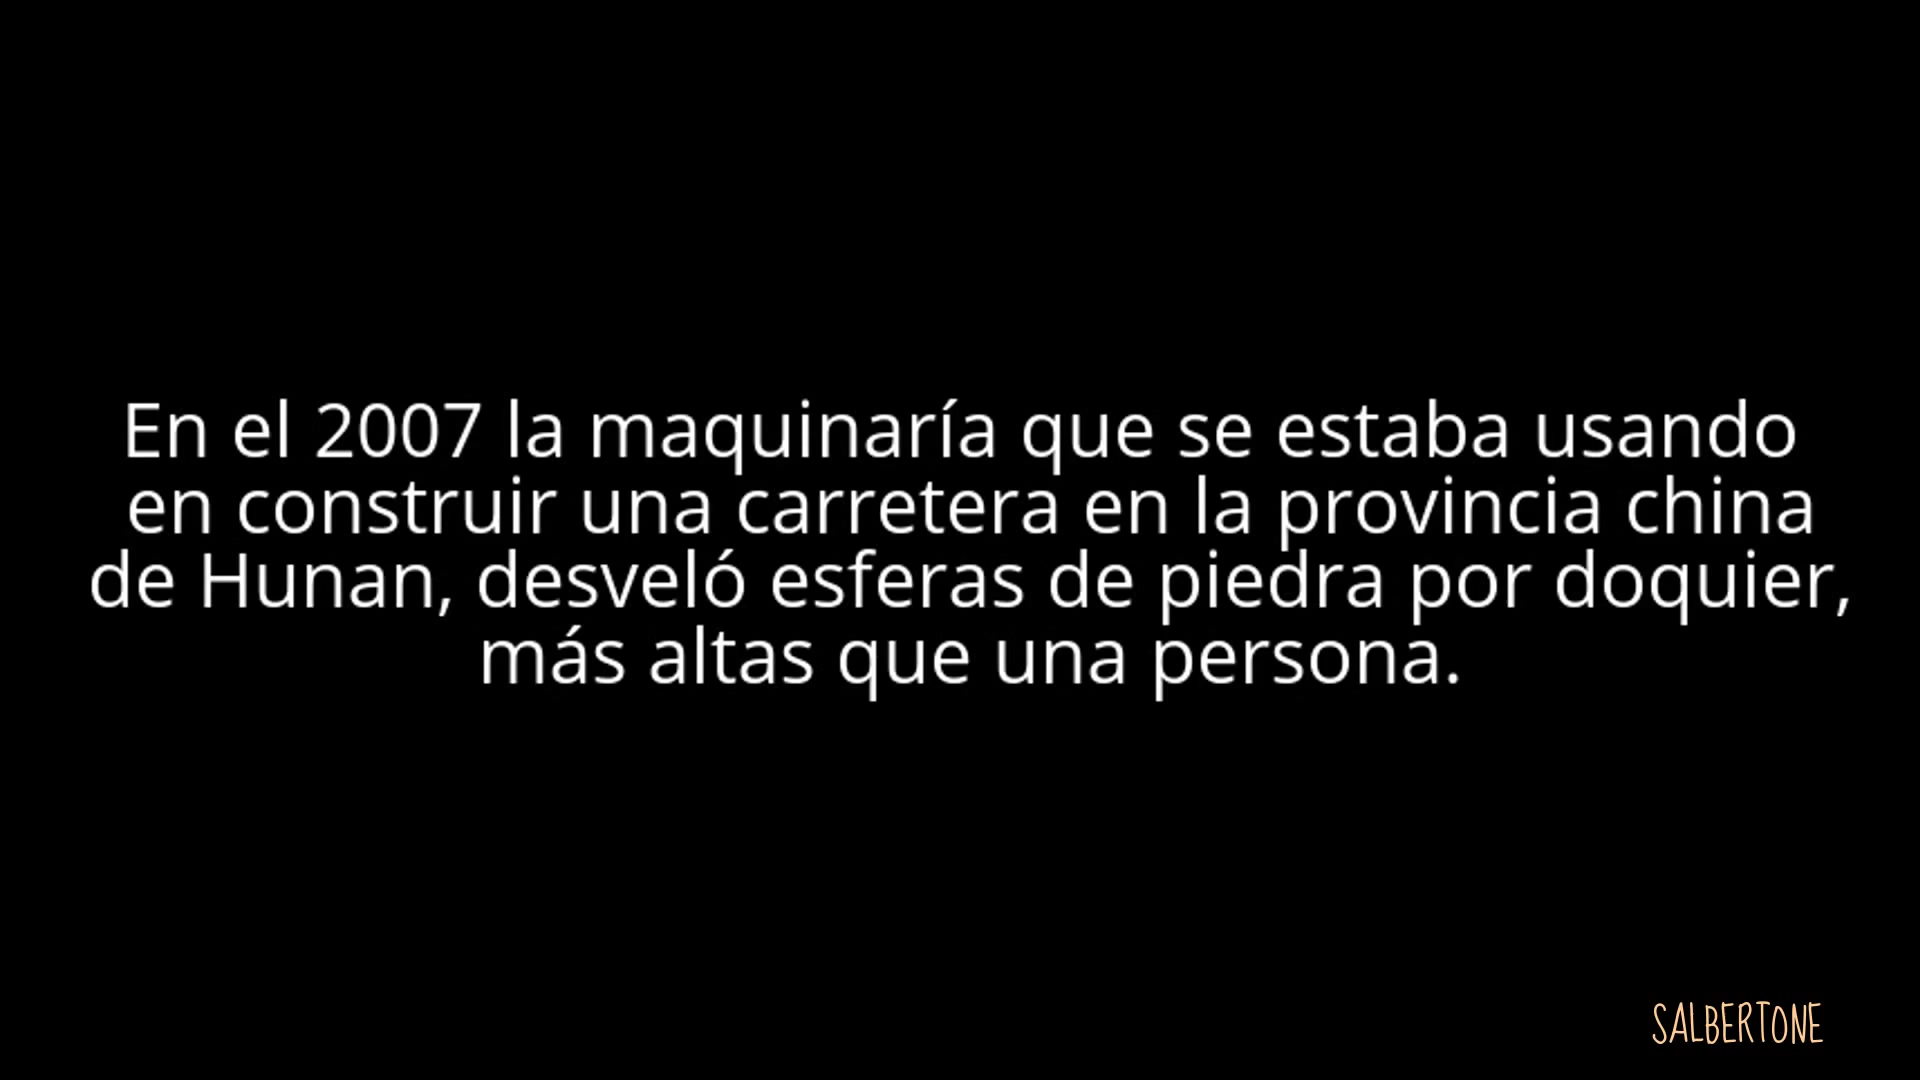 En el 2007 la maquinaría que se estaba usando
en construir una carretera en la provincia china
de Hunan, desveló esferas de piedra por doquier,
más altas que una persona.
SALBERTONE